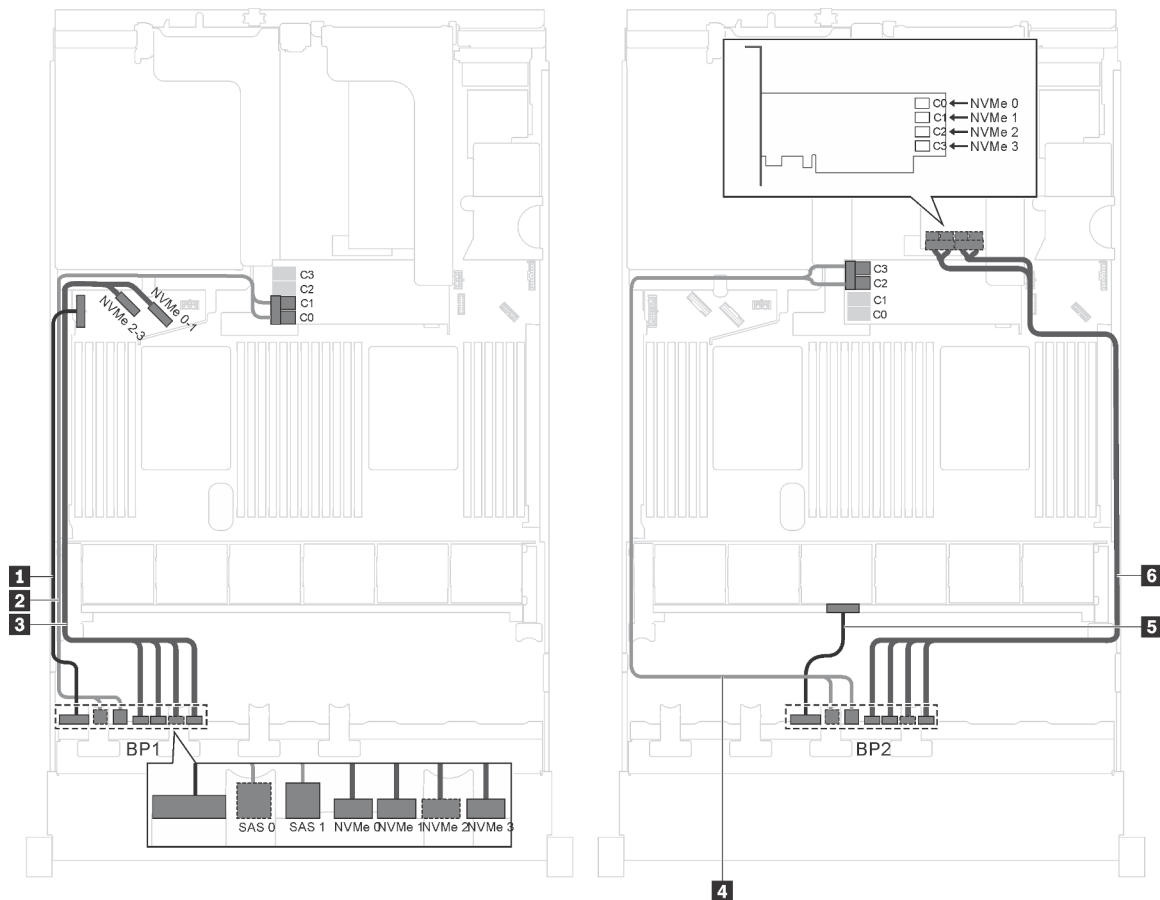 C3
C2
C1
C0
NVMe 2-3
NVMe 0-1
1
2
3
BP1
SAS 0
SAS 1
NVMe 0
NVMe 1
NVMe 2
NVMe 3
C0
NVMe 0
C1
NVMe 1
C2
NVMe 2
C3
NVMe 3
C3
C2
C1
C0
6
5
BP2
4